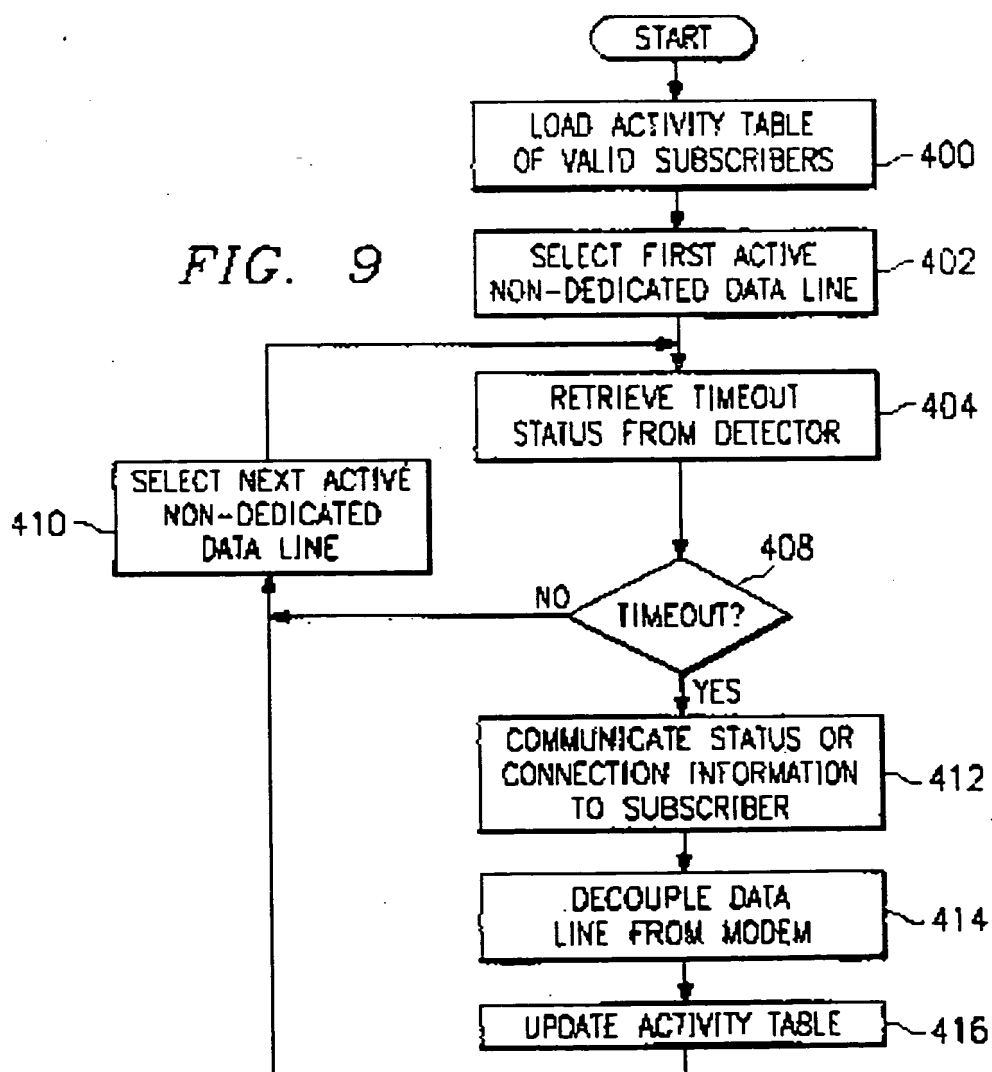 START
LOAD ACTIVITY TABLE
OF VALID SUBSCRIBERS
400
FIG. 9
SELECT FIRST ACTIVE
NON-DEDICATED DATA LINE
402
RETRIEVE TIMEOUT
STATUS FROM DETECTOR
404
SELECT NEXT ACTIVE
NON-DEDICATED
DATA LINE
410
408
NO
TIMEOUT?
YES
COMMUNICATE STATUS OR
CONNECTION INFORMATION
TO SUBSCRIBER
412
DECOUPLE DATA
LINE FROM MODEM
414
UPDATE ACTIVITY TABLE
416